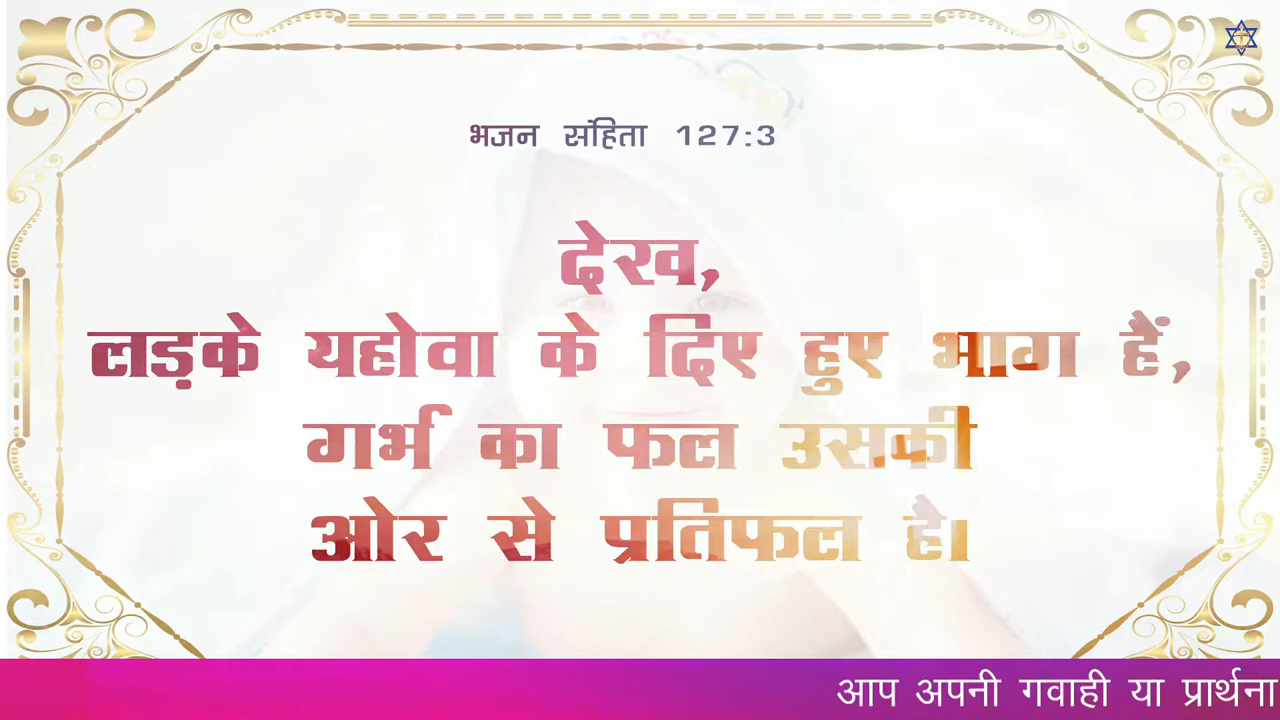 भजन संहिता 127:3
देख,
लड़के यहोवा के दिए हुए भाग हैं,
गर्भ का फल उसकी
ओर से प्रतिफल है।
आप अपनी गवाही या प्रार्थना